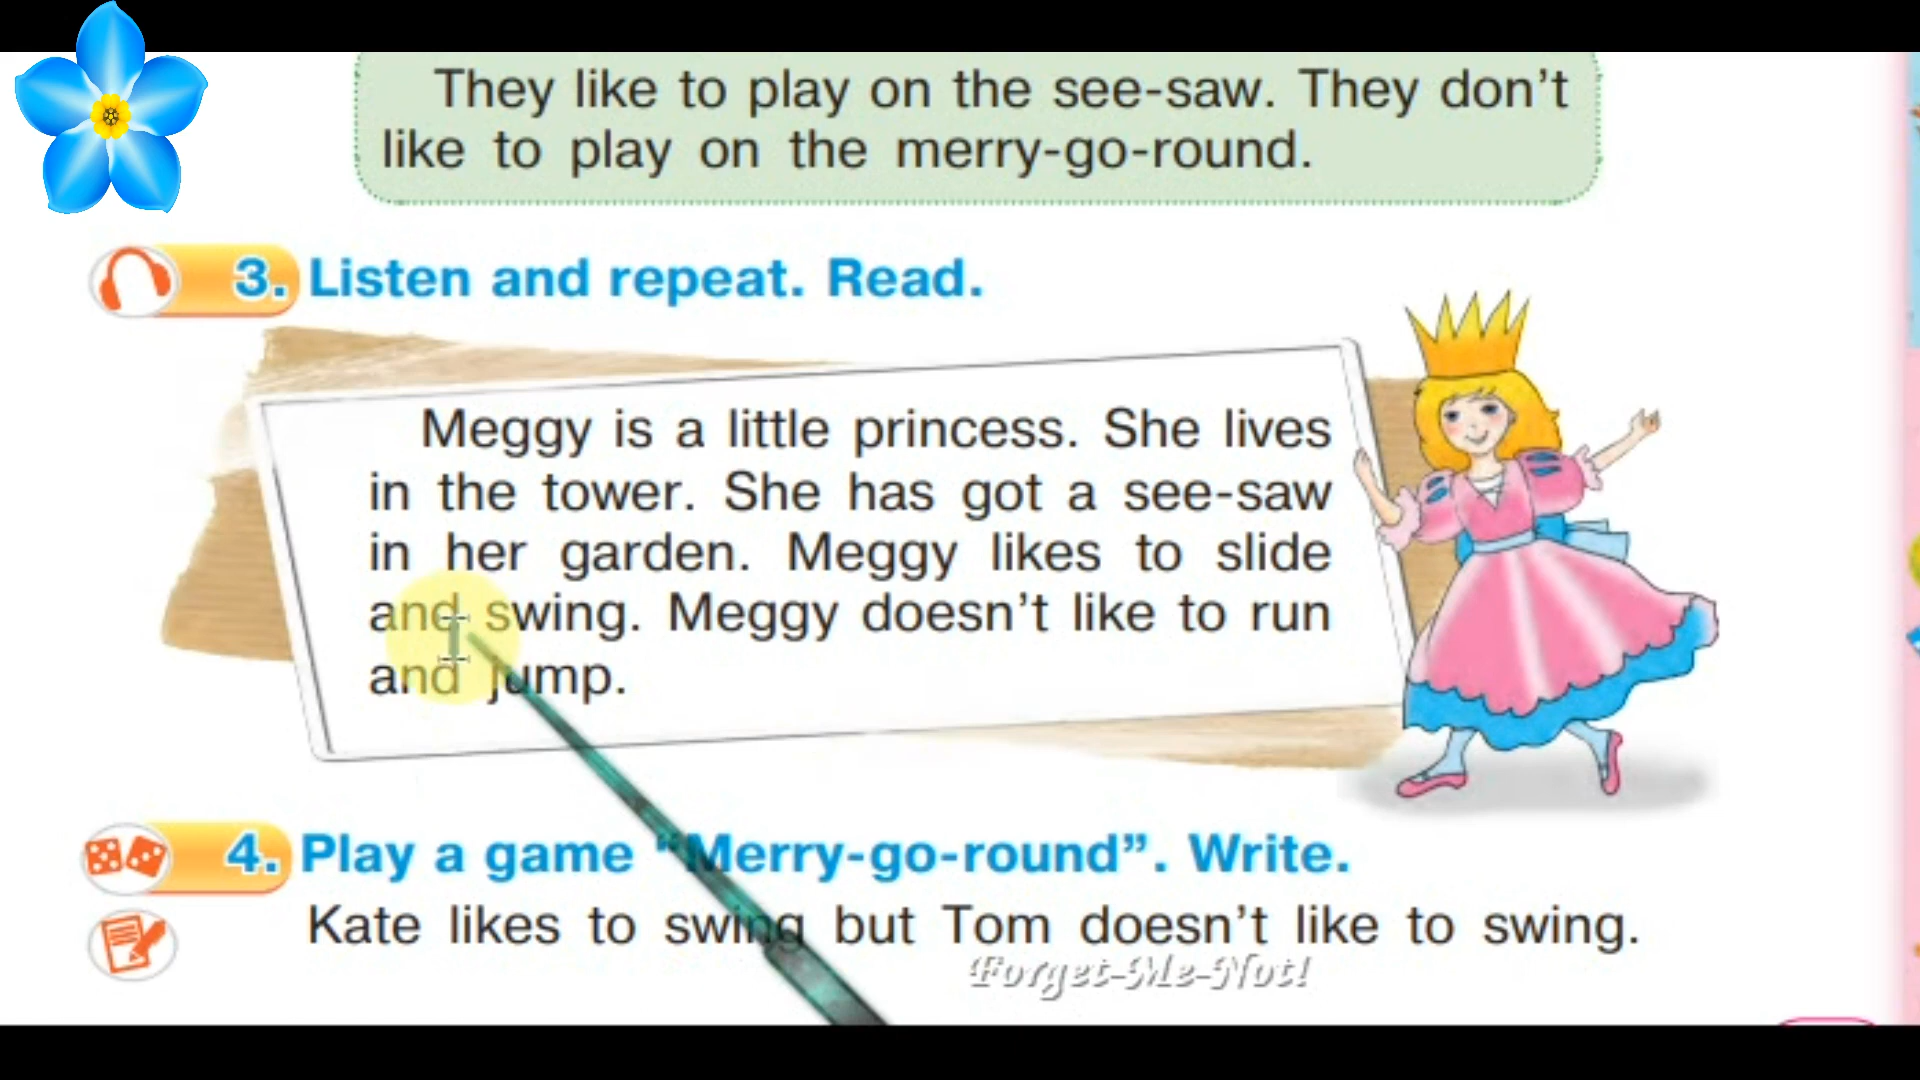 They like to play on the see-saw. They don't
like to play on the merry-go-round.
3. Listen and repeat. Read.
Meggy is a little princess. She lives
in the tower. She has got a see-saw
in her garden. Meggy likes to slide
and swing. Meggy doesn't like to run
and jump.
4. Play a game “Merry-go-round”. Write.
Kate likes to swing but Tom doesn't like to swing.
Forget-Me-Not!